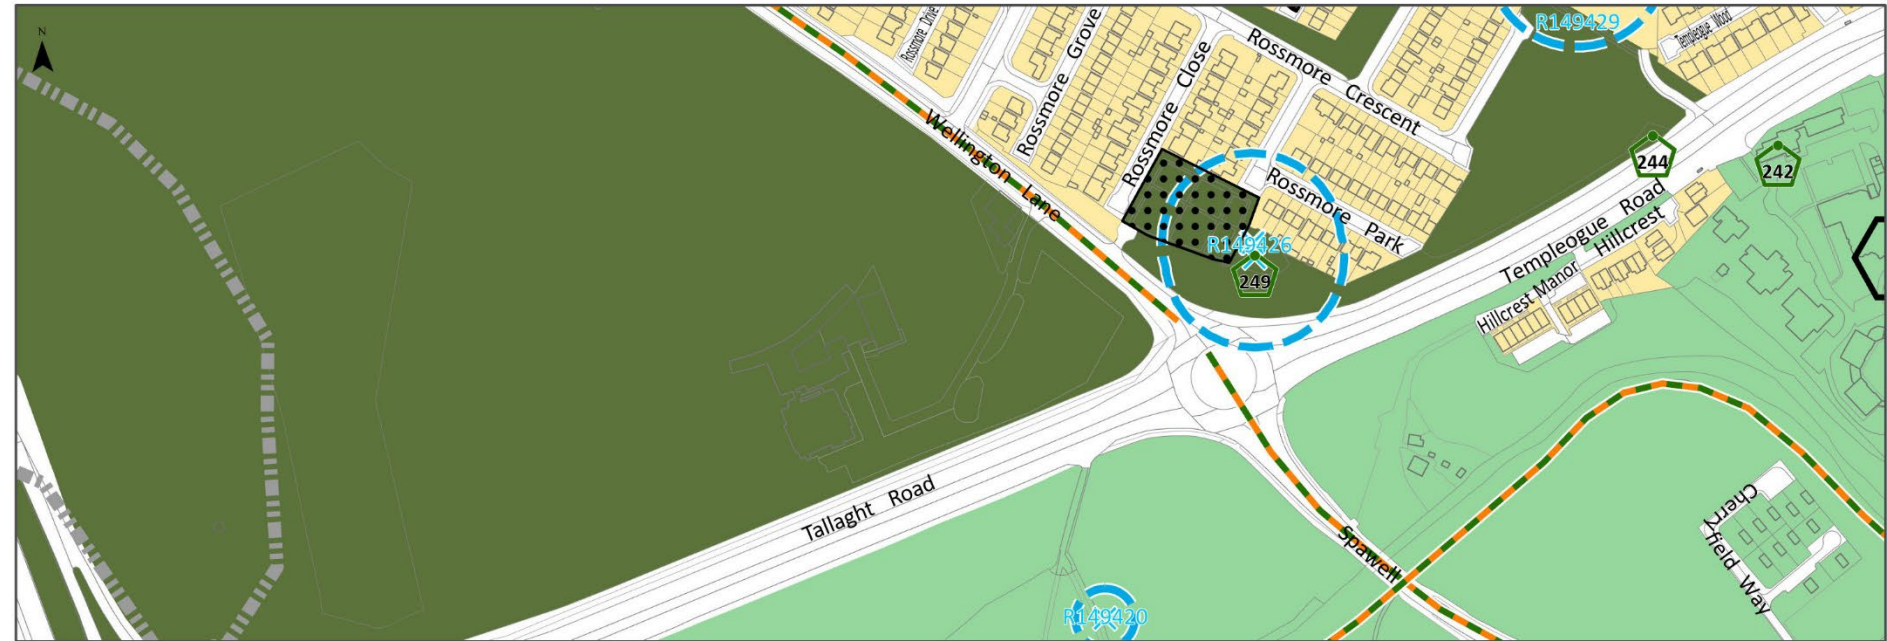 N
R149429
Rossmore Drive
Rossmore Grove
Rossmore Close
Rossmore Crescent
Templeogue Wood
Wellington Lane
244
242
Rossmore Park
R149426
249
Templeogue Road
Hillcrest
Hillcrest Manor
Tallaght Road
Spawell
Cherryfield Way
R149420